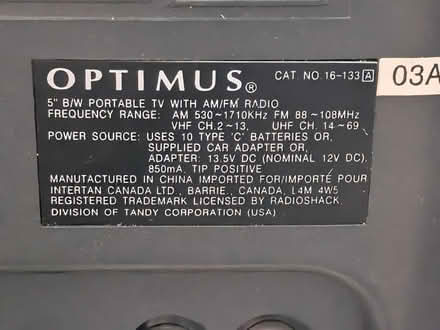 OPTIMUS® CAT. NO. 16-133 A
03A
5" B/W PORTABLE TV WITH AM/FM RADIO
FREQUENCY RANGE: AM 530~1710KHz FM 88~108MHz
VHF CH.2~13, UHF CH. 14~69
POWER SOURCE: USES 10 TYPE 'C' BATTERIES OR,
SUPPLIED CAR ADAPTER OR,
ADAPTER: 13.5V DC (NOMINAL 12V DC),
850mA, TIP POSITIVE
MANUFACTURED IN CHINA IMPORTED FOR/IMPORTÉ POUR
INTERTAN CANADA LTD., BARRIE, CANADA, L4M 4W5
REGISTERED TRADEMARK LICENSED BY RADIOSHACK,
DIVISION OF TANDY CORPORATION (USA)